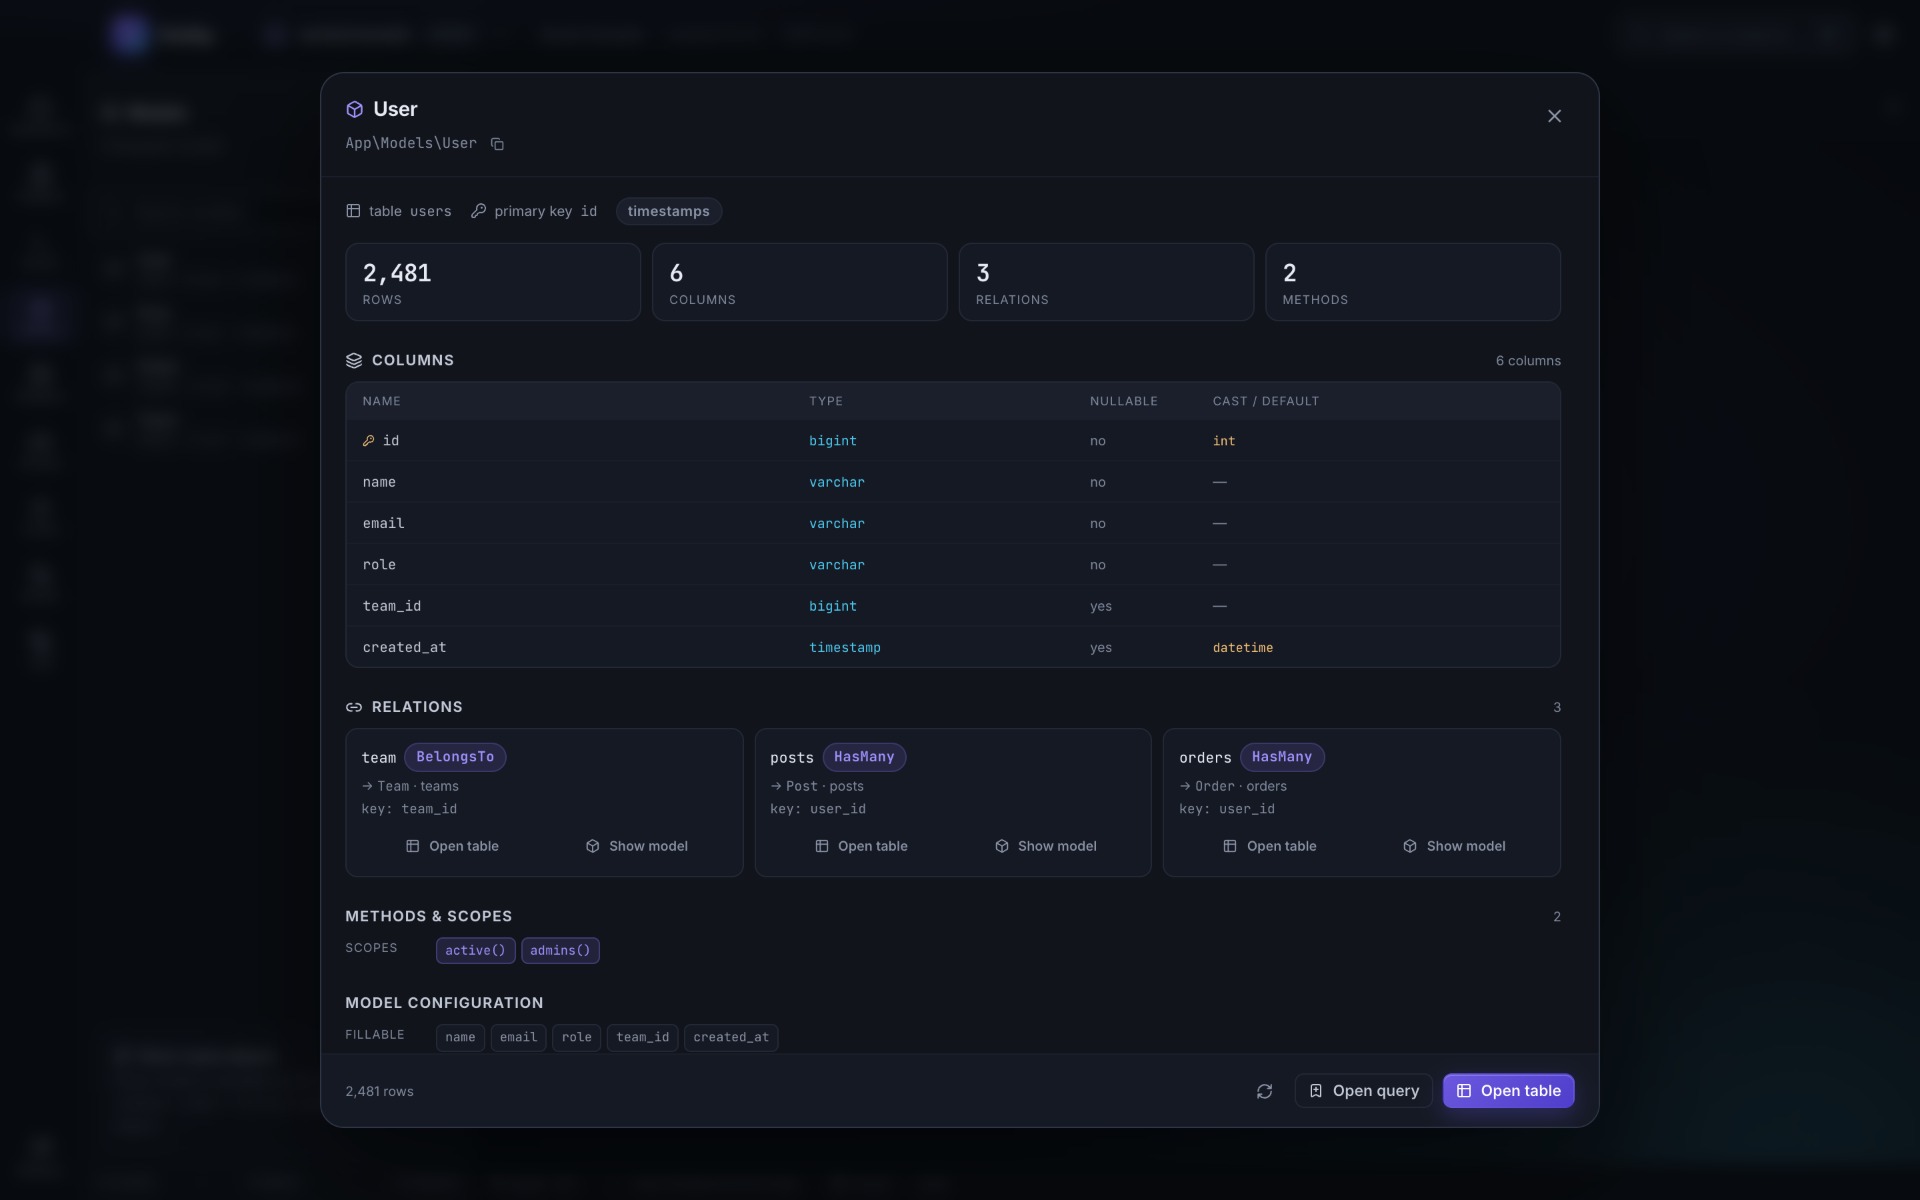 User
App\Models\User
table users primary key id timestamps
2,481 6 3 2
ROWS COLUMNS RELATIONS METHODS
COLUMNS 6 columns
NAME TYPE NULLABLE CAST / DEFAULT
id bigint no int
name varchar no —
email varchar no —
role varchar no —
team_id bigint yes —
created_at timestamp yes datetime
RELATIONS 3
team BelongsTo posts HasMany orders HasMany
→ Team · teams → Post · posts → Order · orders
key: team_id key: user_id key: user_id
Open table Show model Open table Show model Open table Show model
METHODS & SCOPES 2
SCOPES active() admins()
MODEL CONFIGURATION
FILLABLE name email role team_id created_at
2,481 rows Open query Open table